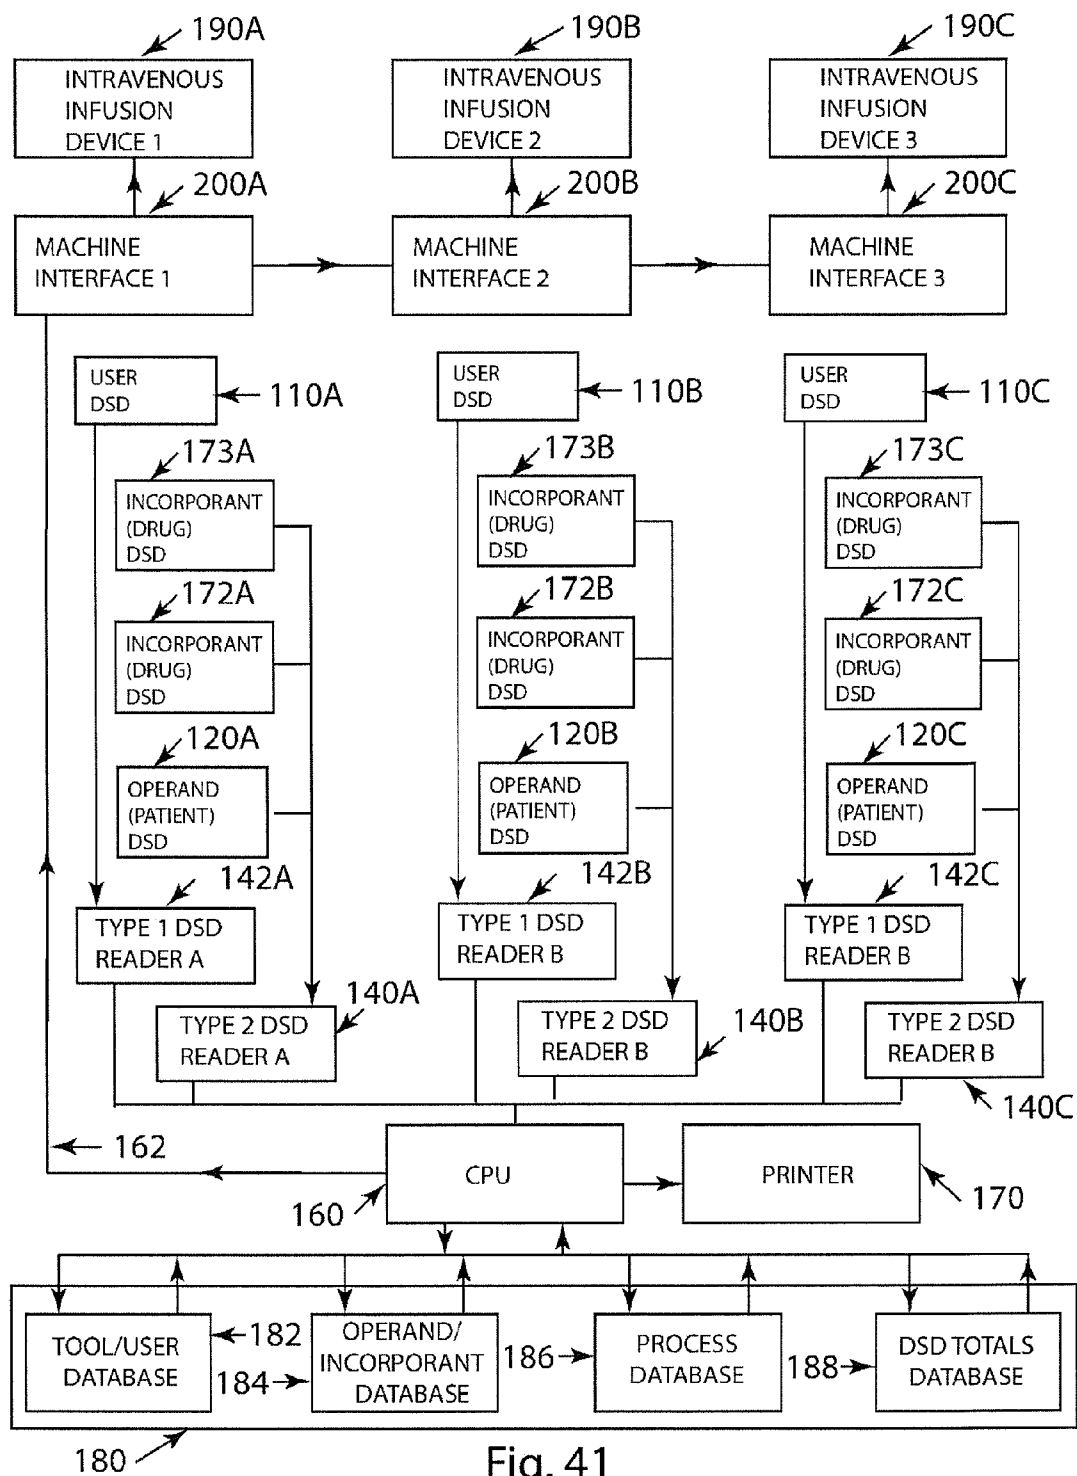 190A
190B
190C
INTRAVENOUS
INFUSION
DEVICE 1
INTRAVENOUS
INFUSION
DEVICE 2
INTRAVENOUS
INFUSION
DEVICE 3
200A
200B
200C
MACHINE
INTERFACE 1
MACHINE
INTERFACE 2
MACHINE
INTERFACE 3
USER
DSD
110A
USER
DSD
110B
USER
DSD
110C
173A
173B
173C
INCORPORANT
(DRUG)
DSD
INCORPORANT
(DRUG)
DSD
INCORPORANT
(DRUG)
DSD
172A
172B
172C
INCORPORANT
(DRUG)
DSD
INCORPORANT
(DRUG)
DSD
INCORPORANT
(DRUG)
DSD
120A
120B
120C
OPERAND
(PATIENT)
DSD
OPERAND
(PATIENT)
DSD
OPERAND
(PATIENT)
DSD
142A
142B
142C
TYPE 1 DSD
READER A
TYPE 1 DSD
READER B
TYPE 1 DSD
READER B
140A
140B
140C
TYPE 2 DSD
READER A
TYPE 2 DSD
READER B
TYPE 2 DSD
READER B
162
CPU
160
PRINTER
170
TOOL/USER
DATABASE
182
184
OPERAND/
INCORPORANT
DATABASE
186
PROCESS
DATABASE
188
DSD TOTALS
DATABASE
180
Fig. 41